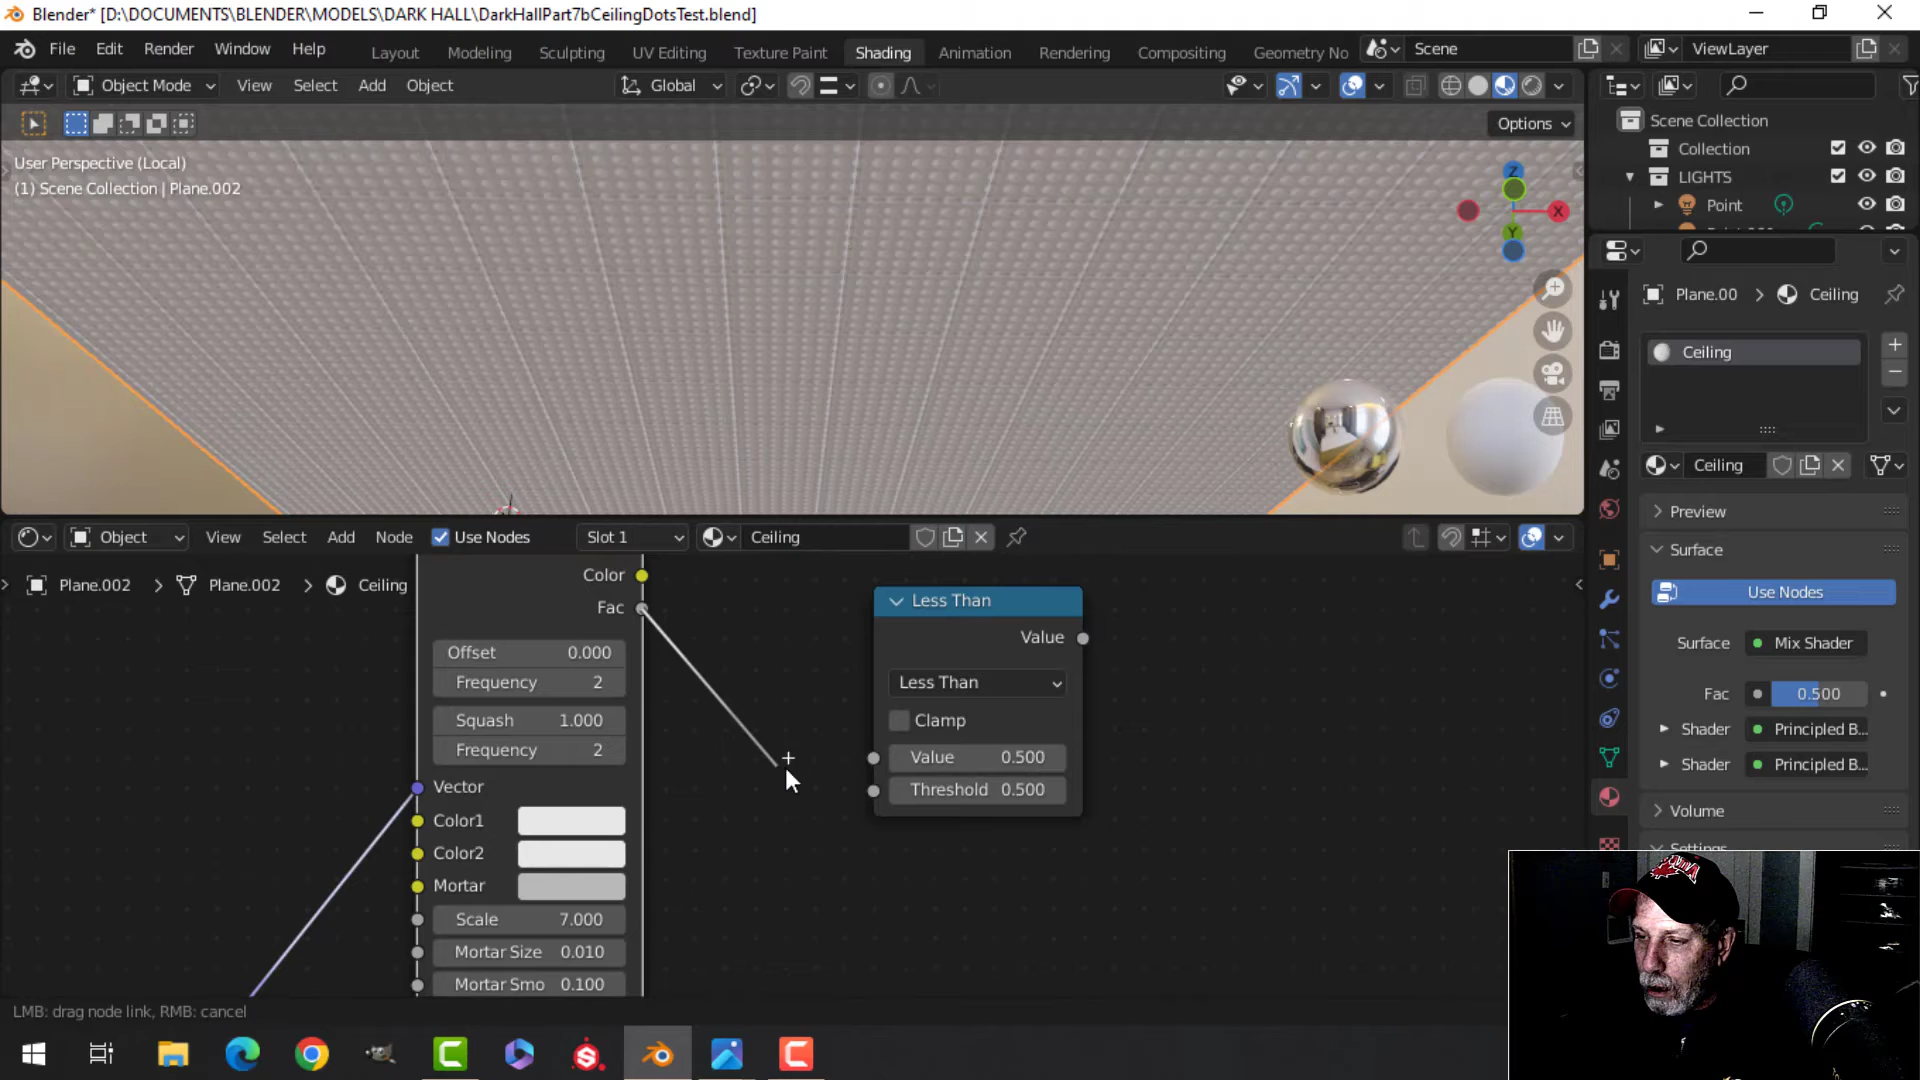 Blender* [D:\DOCUMENTS\BLENDER\MODELS\DARK HALL\DarkHallPart7bCeilingDotsTest.blend]
File Edit Render Window Help
Layout Modeling Sculpting UV Editing Texture Paint Shading Animation Rendering Compositing Geometry No
Scene
ViewLayer
Object Mode View Select Add Object Global
Options
User Perspective (Local)
(1) Scene Collection | Plane.002
Z
X
Y
Scene Collection
Collection
LIGHTS
Point
Plane.00 > Ceiling
Ceiling
Ceiling
Preview
Surface
Use Nodes
Surface Mix Shader
Fac 0.500
Shader Principled B...
Shader Principled B...
Volume
Settings
Object View Select Add Node Use Nodes Slot 1 Ceiling
Plane.002 > Plane.002 > Ceiling
Color
Fac
Offset 0.000
Frequency 2
Squash 1.000
Frequency 2
Vector
Color1
Color2
Mortar
Scale 7.000
Mortar Size 0.010
Mortar Smo 0.100
Less Than
Value
Less Than
Clamp
Value 0.500
Threshold 0.500
LMB: drag node link, RMB: cancel